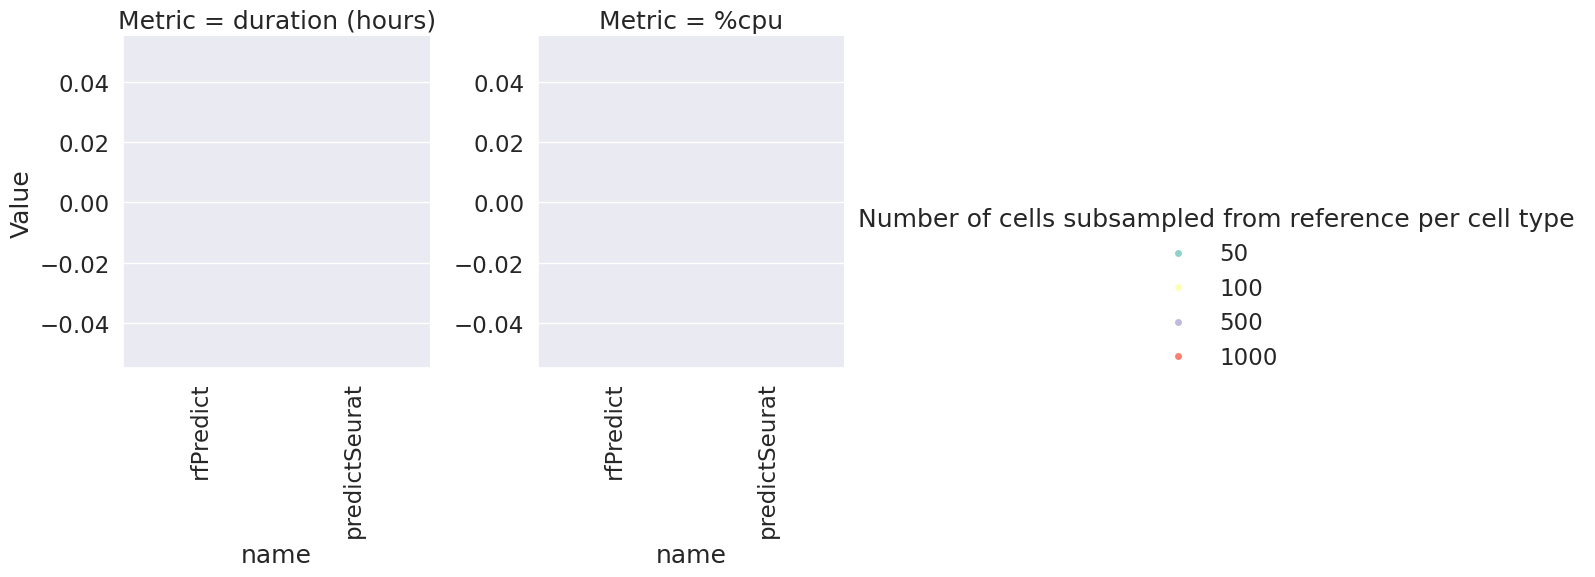 Metric = duration (hours)
Metric = %cpu
Value
0.04
0.02
0.00
−0.02
−0.04
0.04
0.02
0.00
−0.02
−0.04
rfPredict
predictSeurat
rfPredict
predictSeurat
name
name
Number of cells subsampled from reference per cell type
50
100
500
1000